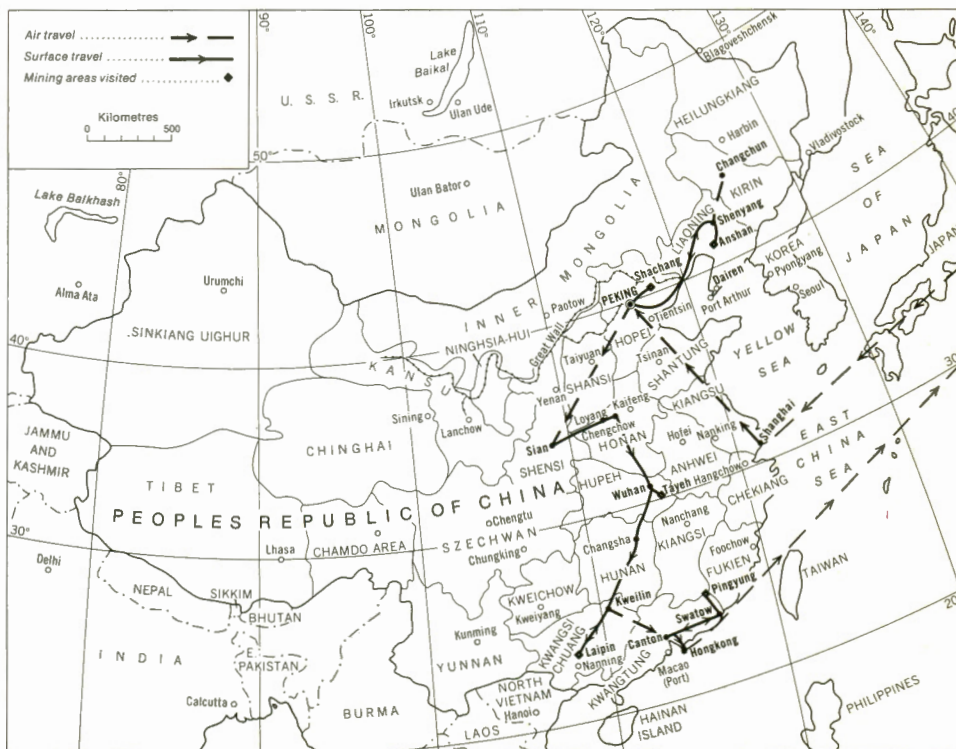 Air travel
Surface travel
Mining areas visited
Kilometres
0 500
90°
100°
110°
120°
130°
140°
Blagoveshchensk
Lake
Baikal
U. S. S. R.
Irkutsk
Ulan Ude
HEILUNGKIANG
Harbin
Vladivostock
40°
50°
Changchun
SEA
OF
JAPAN
80°
Lake Balkhash
Ulan Bator
MONGOLIA
KIRIN
Shenyang
Anshan
LIAONING
KOREA
Pyongyang
Seoul
JAPAN
Alma Ata
Urumchi
INNER MONGOLIA
Shachang
PEKING
Dairen
Port Arthur
Tientsin
Paotow
SINKIANG UIGHUR
NINGHSIA-HUI
Great Wall
HOPEI
Taiyuan
Tsinan
SHANTUNG
YELLOW
SEA
40°
KANSU
SHANSI
Yenan
KIANGSU
30°
Sining
Lanchow
Loyang
Kaifeng
Chengchow
HONAN
Hofei
Nanking
Shanghai
JAMMU
AND
KASHMIR
CHINGHAI
Sian
SHENSI
ANHWEI
EAST
CHINA
SEA
TIBET
HUPEH
Wuhan
Tayeh
Hangchow
CHEKIANG
PEOPLES REPUBLIC OF CHINA
Chengtu
Nanchang
30°
Lhasa
CHAMDO AREA
SZECHWAN
Chungking
Changsha
KIANGSI
Foochow
FUKIEN
Delhi
HUNAN
Pingyung
TAIWAN
NEPAL
SIKKIM
BHUTAN
KWEICHOW
Kweiyang
Kweilin
20°
Swatow
Kunming
YUNNAN
KWANGSI
CHUANG
Laipin
Nanning
Canton
Hongkong
INDIA
E.
PAKISTAN
KWANGTUNG
Macao
(Port)
Calcutta
BURMA
NORTH
VIETNAM
Hanoi
LAOS
HAINAN
ISLAND
PHILIPPINES